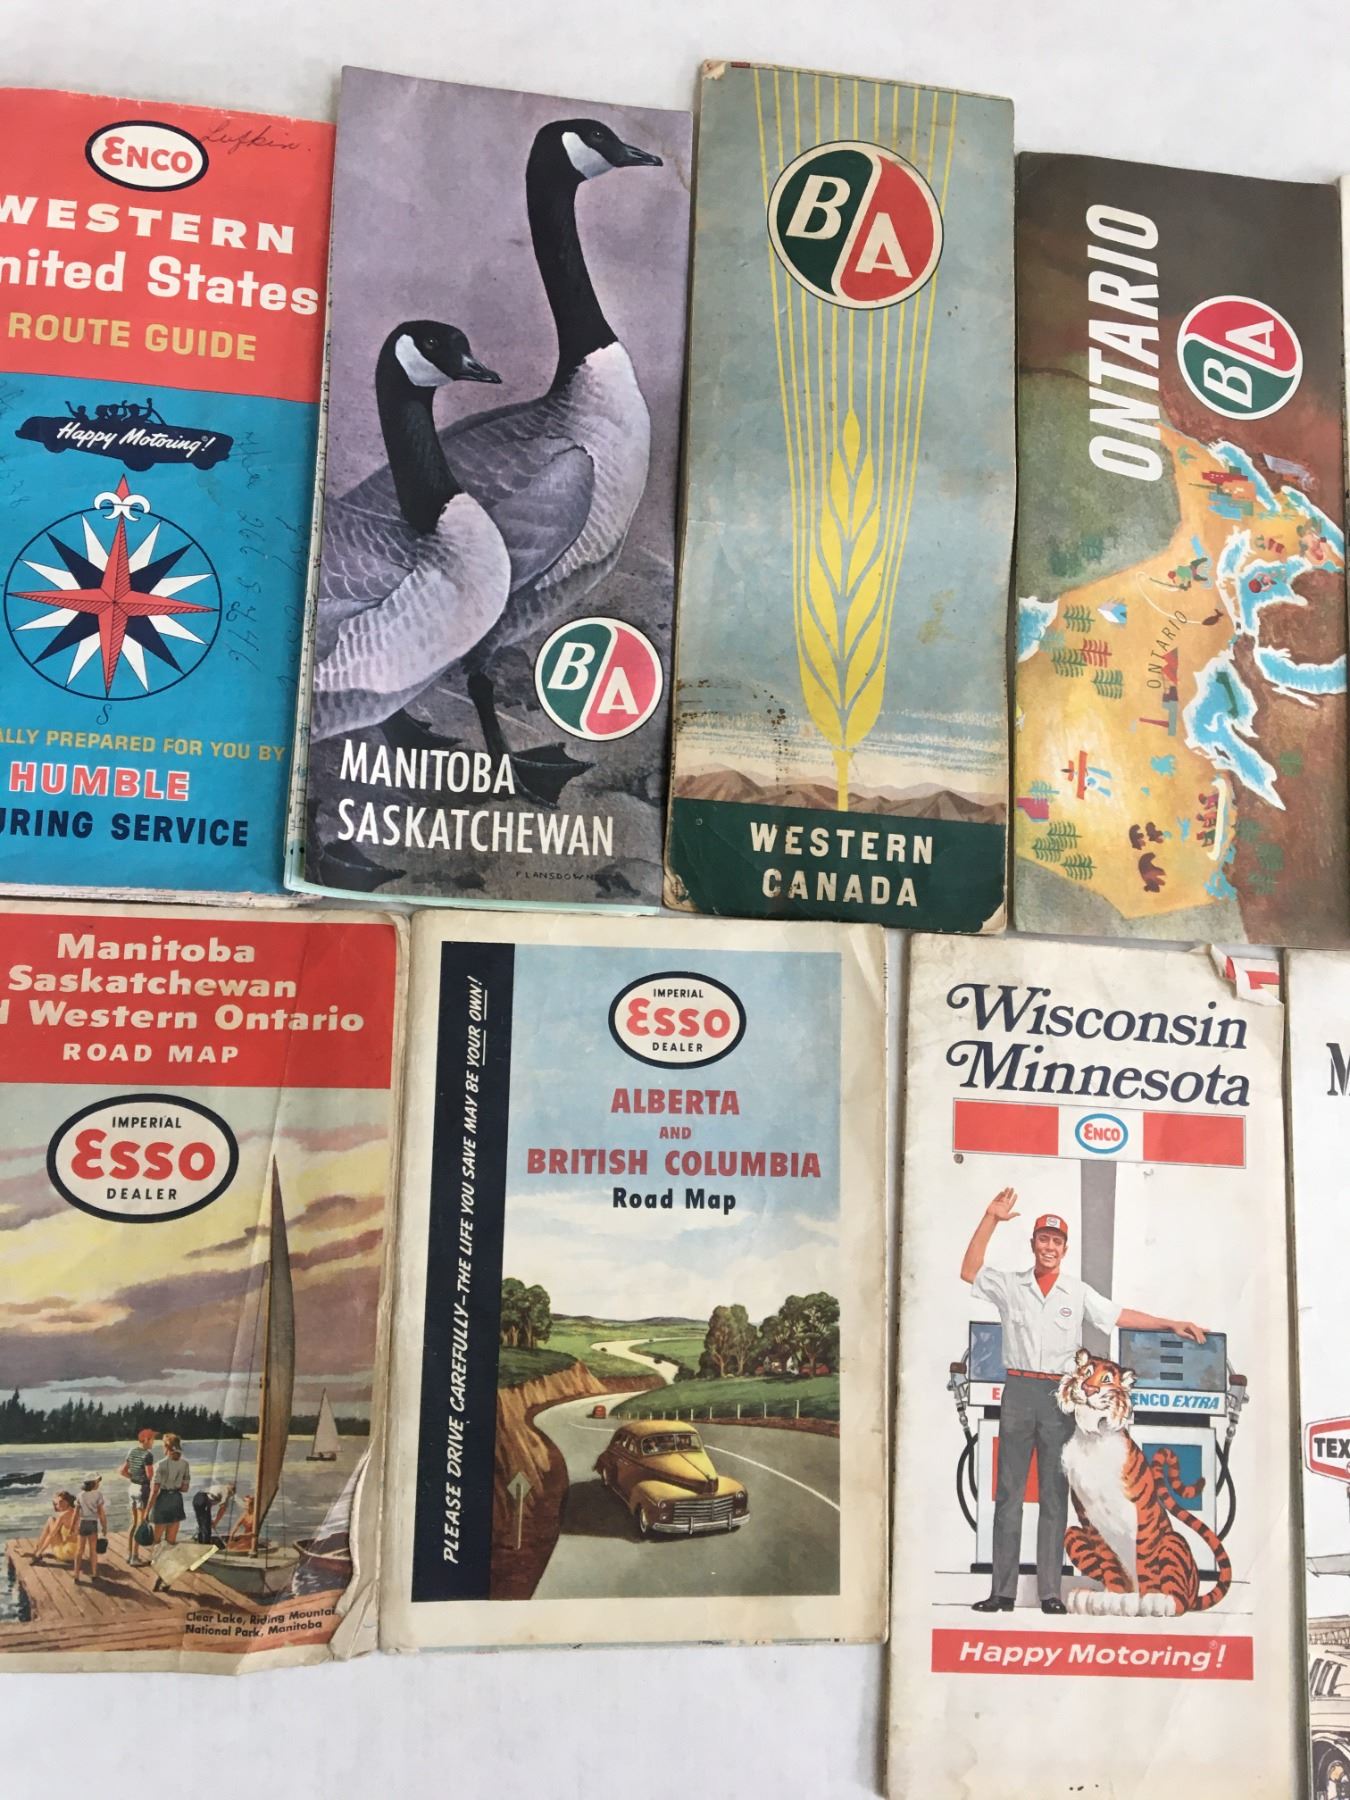 ENCO
Lufkin.
WESTERN
nited States
ROUTE GUIDE
Happy Motoring!
S
ALLY PREPARED FOR YOU BY
HUMBLE
URING SERVICE
BA
MANITOBA
SASKATCHEWAN
F LANSDOWNE
BA
WESTERN
CANADA
ONTARIO
BA
ONTARIO
Manitoba
Saskatchewan
Western Ontario
ROAD MAP
IMPERIAL
Esso
DEALER
Clear Lake, Riding Mountai
National Park, Manitoba
PLEASE DRIVE CAREFULLY-THE LIFE YOU SAVE MAY BE YOUR OWN!
IMPERIAL
Esso
DEALER
ALBERTA
AND
BRITISH COLUMBIA
Road Map
Wisconsin
Minnesota
ENCO
E
ENCO EXTRA
Happy Motoring!
M
TEX